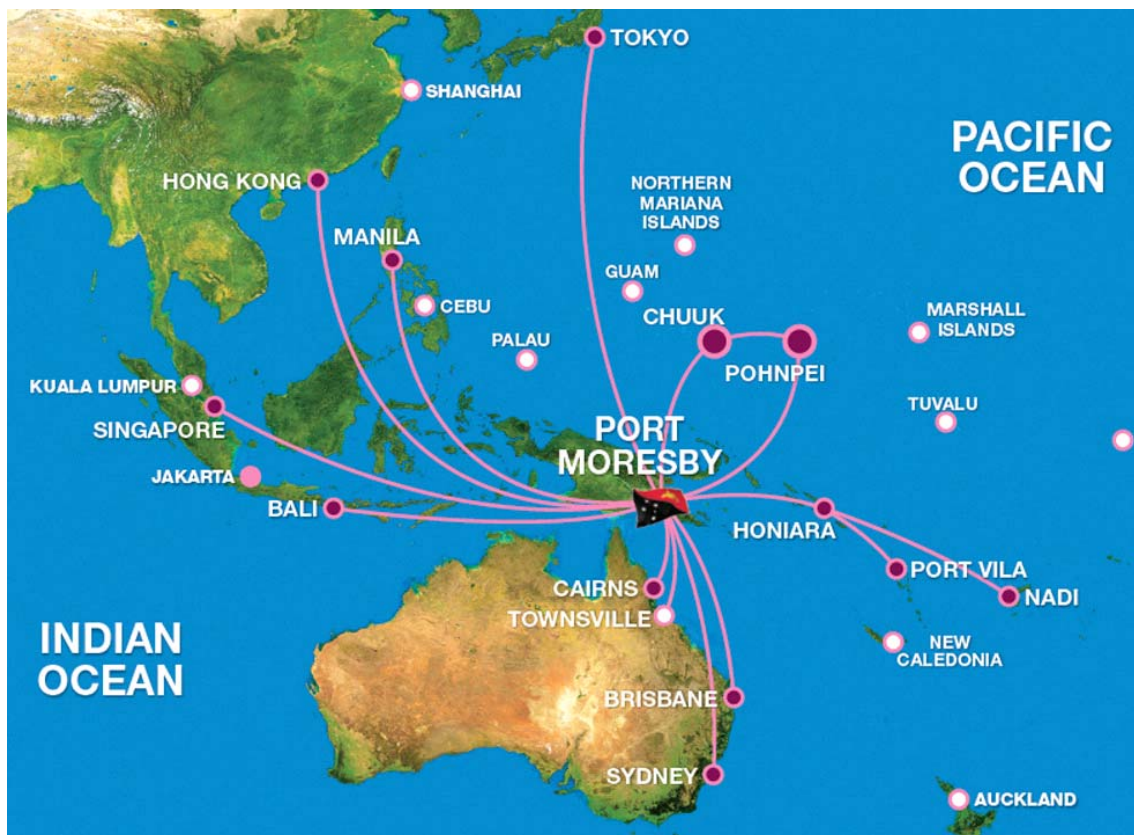 TOKYO
SHANGHAI
PACIFIC
OCEAN
HONG KONG
NORTHERN
MARIANA
ISLANDS
MANILA
GUAM
CEBU
CHUUK
MARSHALL
ISLANDS
PALAU
POHNPEI
KUALA LUMPUR
TUVALU
SINGAPORE
PORT
MORESBY
JAKARTA
BALI
HONIARA
CAIRNS
PORT VILA
TOWNSVILLE
NADI
INDIAN
OCEAN
NEW
CALEDONIA
BRISBANE
SYDNEY
AUCKLAND